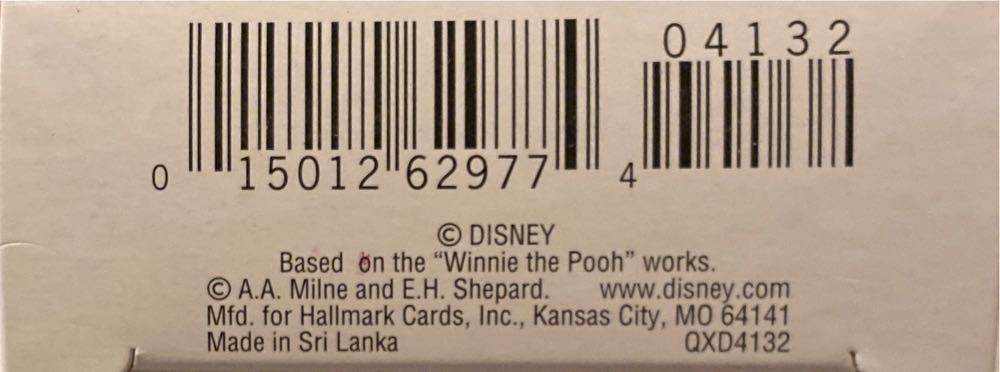 04132
0 15012 62977 4
© DISNEY
Based on the “Winnie the Pooh” works.
© A.A. Milne and E.H. Shepard. www.disney.com
Mfd. for Hallmark Cards, Inc., Kansas City, MO 64141
Made in Sri Lanka QXD4132